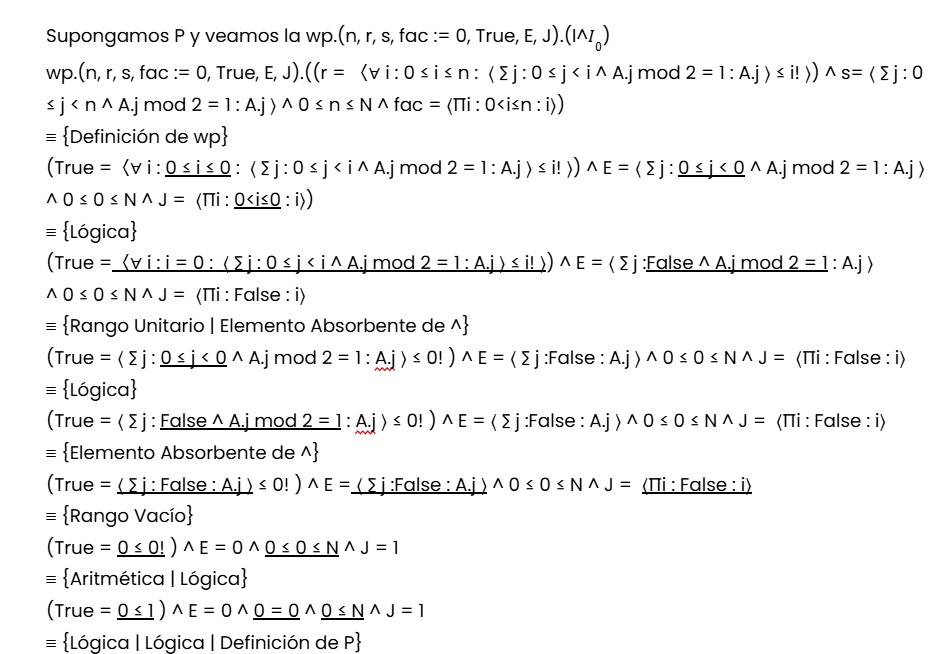 Supongamos P y veamos la wp.(n, r, s, fac := 0, True, E, J).(I^I₀)
wp.(n, r, s, fac := 0, True, E, J).((r = ⟨∀ i : 0 ≤ i ≤ n : ⟨ Σ j : 0 ≤ j < i ^ A.j mod 2 = 1 : A.j ⟩ ≤ i! ⟩) ^ s= ⟨ Σ j : 0
≤ j < n ^ A.j mod 2 = 1 : A.j ⟩ ^ 0 ≤ n ≤ N ^ fac = ⟨Πi : 0<i≤n : i⟩)
≡ {Definición de wp}
(True = ⟨∀ i : 0 ≤ i ≤ 0 : ⟨ Σ j : 0 ≤ j < i ^ A.j mod 2 = 1 : A.j ⟩ ≤ i! ⟩) ^ E = ⟨ Σ j : 0 ≤ j < 0 ^ A.j mod 2 = 1 : A.j ⟩
^ 0 ≤ 0 ≤ N ^ J = ⟨Πi : 0<i≤0 : i⟩)
≡ {Lógica}
(True = ⟨∀ i : i = 0 : ⟨ Σ j : 0 ≤ j < i ^ A.j mod 2 = 1 : A.j ⟩ ≤ i! ⟩) ^ E = ⟨ Σ j :False ^ A.j mod 2 = 1 : A.j ⟩
^ 0 ≤ 0 ≤ N ^ J = ⟨Πi : False : i⟩
≡ {Rango Unitario | Elemento Absorbente de ^}
(True = ⟨ Σ j : 0 ≤ j < 0 ^ A.j mod 2 = 1 : A.j ⟩ ≤ 0! ) ^ E = ⟨ Σ j :False : A.j ⟩ ^ 0 ≤ 0 ≤ N ^ J = ⟨Πi : False : i⟩
≡ {Lógica}
(True = ⟨ Σ j : False ^ A.j mod 2 = 1 : A.j ⟩ ≤ 0! ) ^ E = ⟨ Σ j :False : A.j ⟩ ^ 0 ≤ 0 ≤ N ^ J = ⟨Πi : False : i⟩
≡ {Elemento Absorbente de ^}
(True = ⟨ Σ j : False : A.j ⟩ ≤ 0! ) ^ E = ⟨ Σ j :False : A.j ⟩ ^ 0 ≤ 0 ≤ N ^ J = ⟨Πi : False : i⟩
≡ {Rango Vacío}
(True = 0 ≤ 0! ) ^ E = 0 ^ 0 ≤ 0 ≤ N ^ J = 1
≡ {Aritmética | Lógica}
(True = 0 ≤ 1 ) ^ E = 0 ^ 0 = 0 ^ 0 ≤ N ^ J = 1
≡ {Lógica | Lógica | Definición de P}